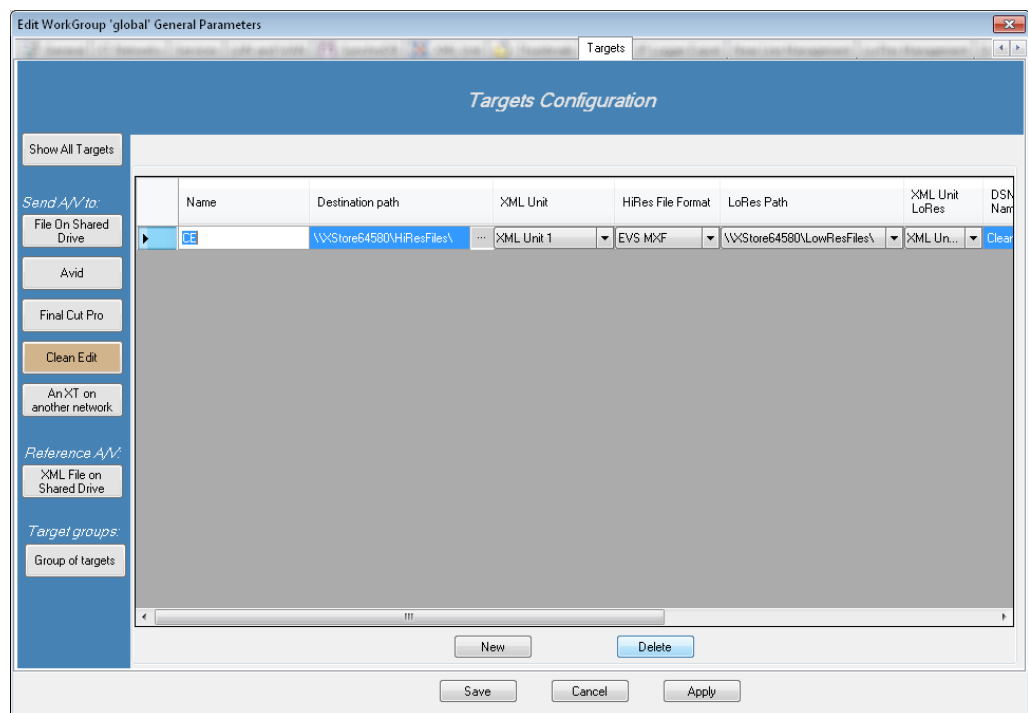 Edit WorkGroup 'global' General Parameters
Targets
Targets Configuration
Show All Targets
Send A/V to:
File On Shared
Drive
Avid
Final Cut Pro
Clean Edit
An XT on
another network
Reference A/V:
XML File on
Shared Drive
Target groups:
Group of targets
Name
Destination path
XML Unit
HiRes File Format
LoRes Path
XML Unit
LoRes
DSN
Nam
CE
\\XStore64580\HiResFiles\
...
XML Unit 1
EVS MXF
\\XStore64580\LowResFiles\
XML Un...
Clear
New
Delete
Save
Cancel
Apply